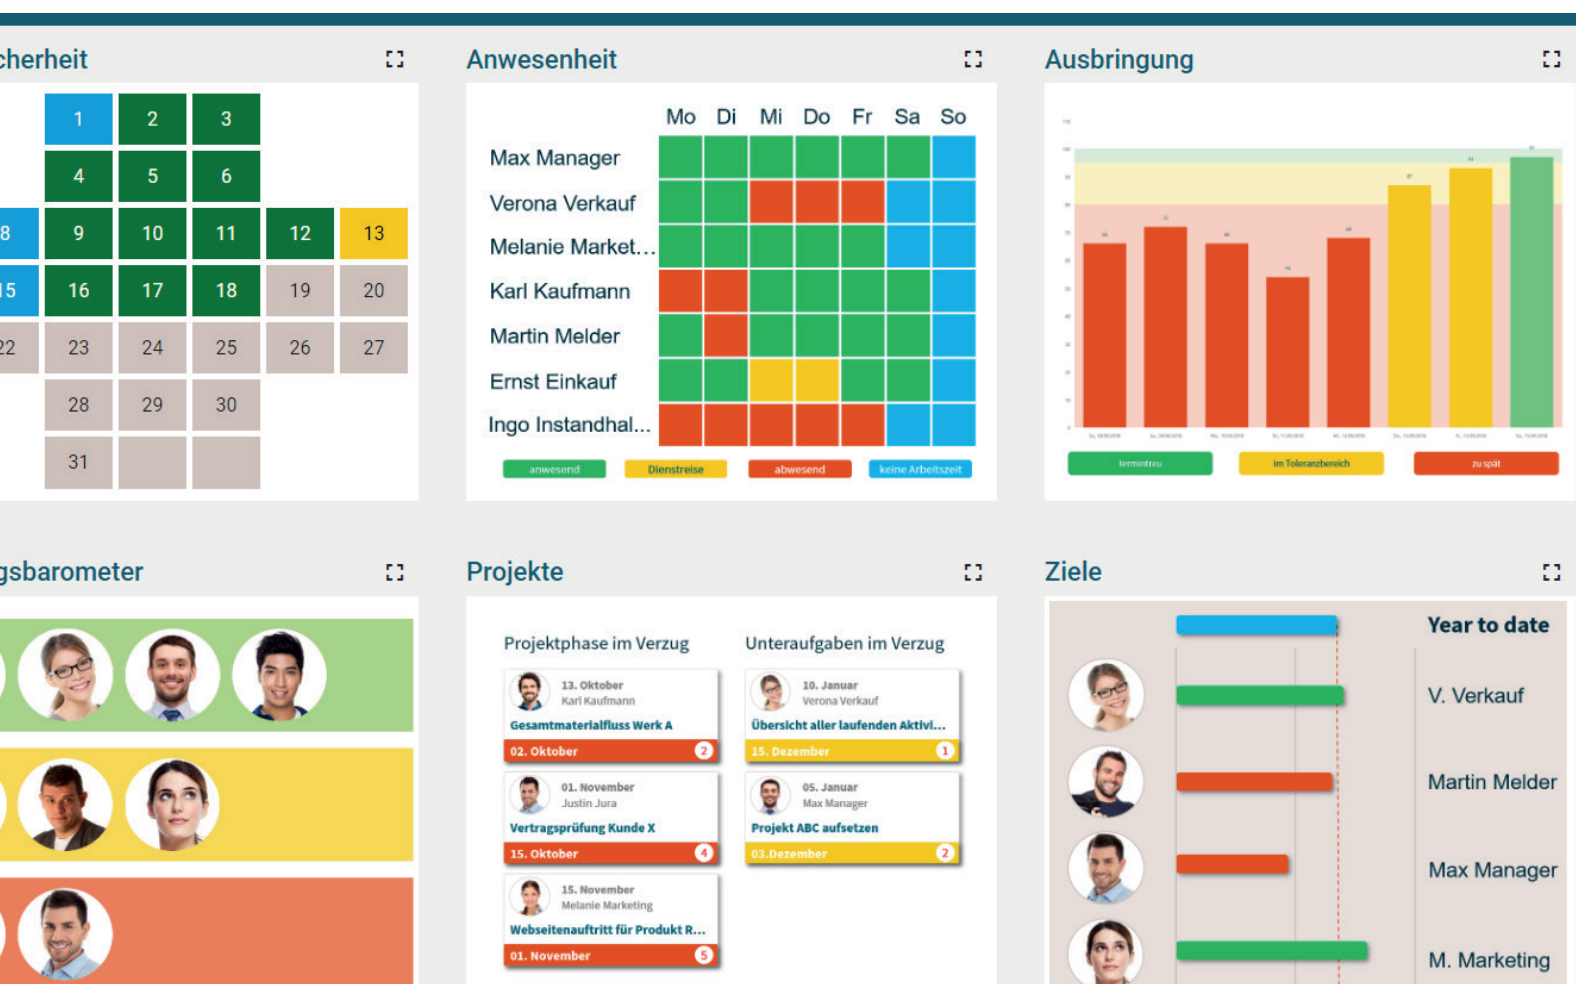 cherheit
1 2 3
4 5 6
8 9 10 11 12 13
15 16 17 18 19 20
22 23 24 25 26 27
28 29 30
31
Anwesenheit
Mo Di Mi Do Fr Sa So
Max Manager
Verona Verkauf
Melanie Market...
Karl Kaufmann
Martin Melder
Ernst Einkauf
Ingo Instandhal...
anwesend Dienstreise abwesend keine Arbeitszeit
Ausbringung
termintreu im Toleranzbereich zu spät
gsbarometer
Projekte
Projektphase im Verzug
13. Oktober
Karl Kaufmann
Gesamtmaterialfluss Werk A
02. Oktober 2
01. November
Justin Jura
Vertragsprüfung Kunde X
15. Oktober 4
15. November
Melanie Marketing
Webseitenauftritt für Produkt R...
01. November 5
Unteraufgaben im Verzug
10. Januar
Verona Verkauf
Übersicht aller laufenden Aktivi...
15. Dezember 1
05. Januar
Max Manager
Projekt ABC aufsetzen
03.Dezember 2
Ziele
Year to date
V. Verkauf
Martin Melder
Max Manager
M. Marketing